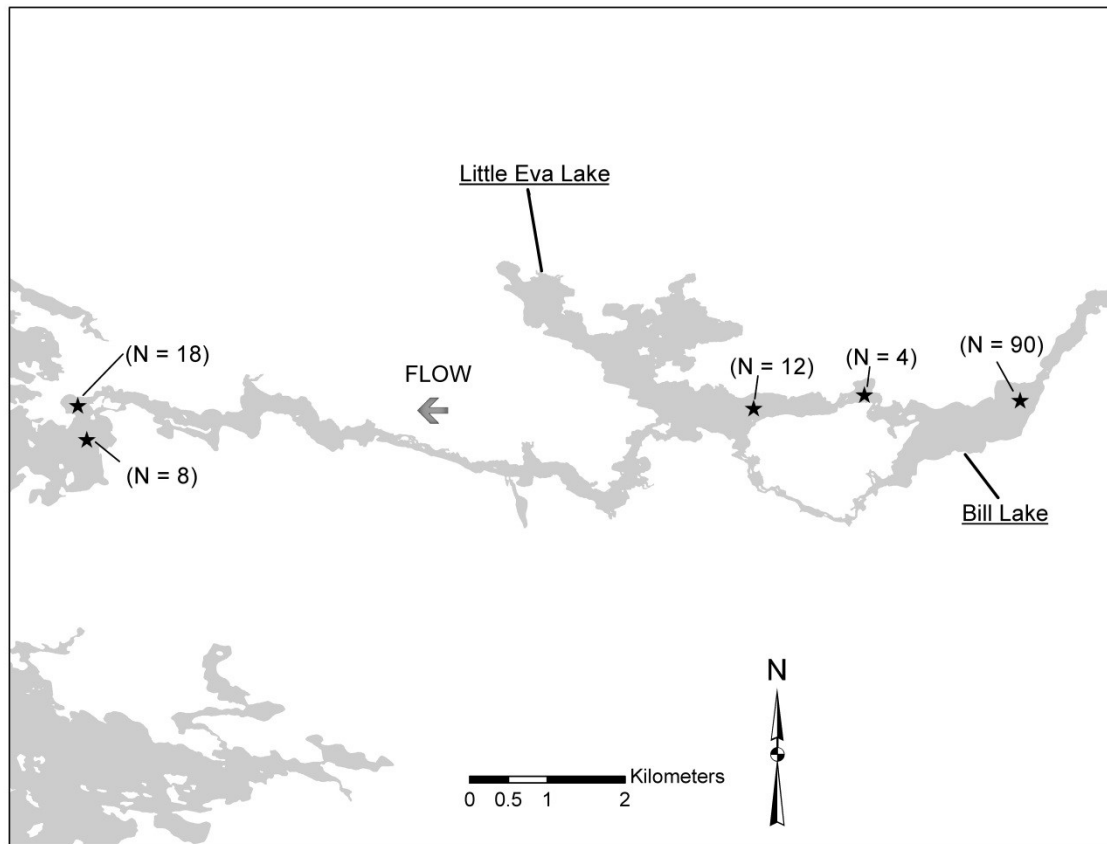 Little Eva Lake
(N = 18)
FLOW
(N = 12)
(N = 4)
(N = 90)
(N = 8)
Bill Lake
N
Kilometers
0 0.5 1 2